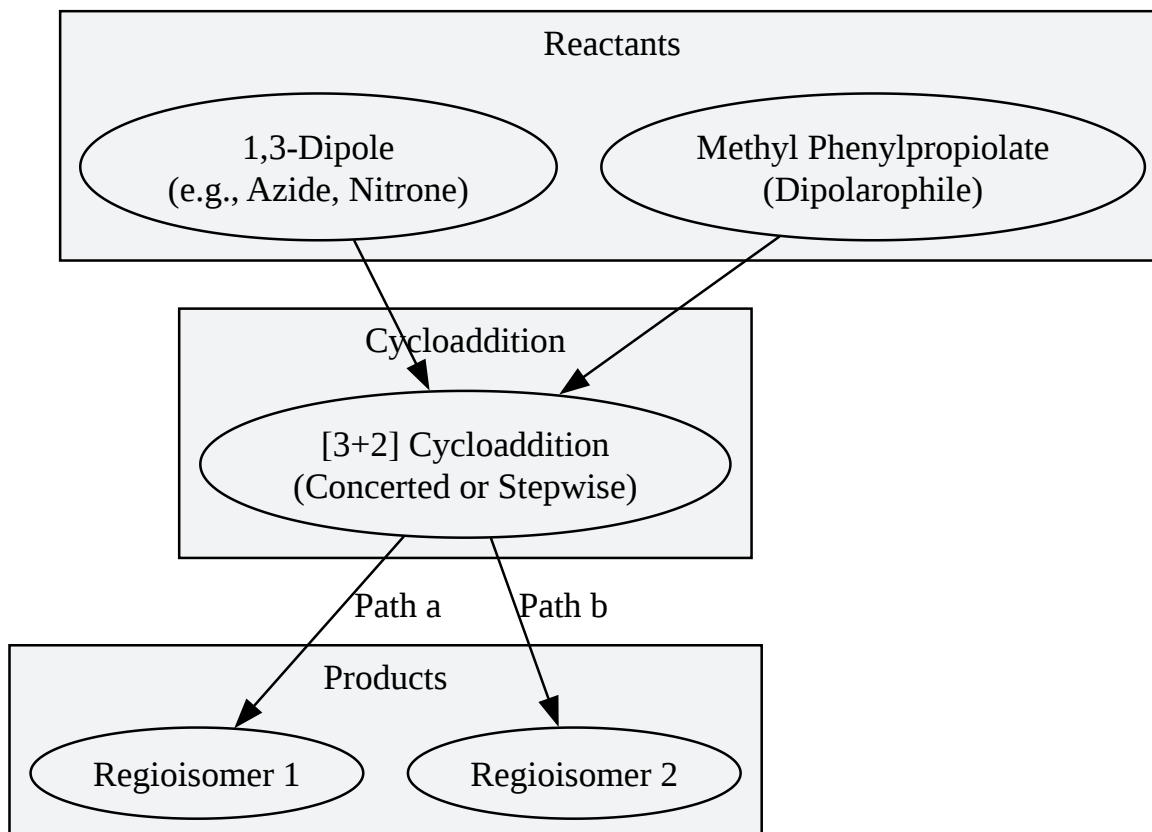 Reactants
1,3-Dipole
(e.g., Azide, Nitrone)
Methyl Phenylpropiolate
(Dipolarophile)
Cycloaddition
[3+2] Cycloaddition
(Concerted or Stepwise)
Path a
Path b
Products
Regioisomer 1
Regioisomer 2